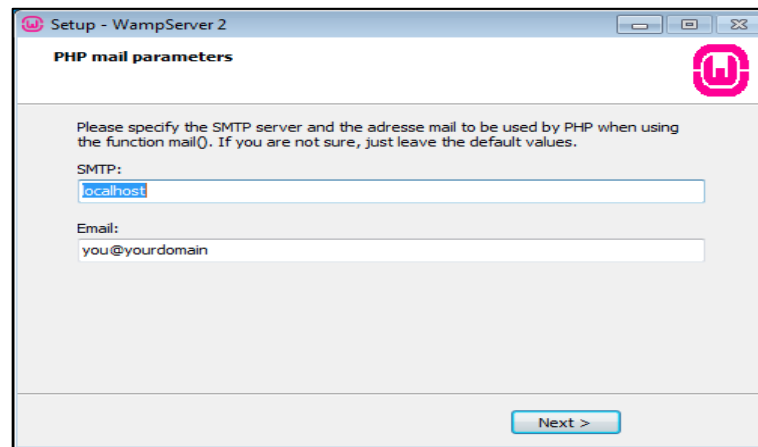 Setup - WampServer 2
PHP mail parameters
Please specify the SMTP server and the adresse mail to be used by PHP when using
the function mail(). If you are not sure, just leave the default values.
SMTP:
localhost
Email:
you@yourdomain
Next >